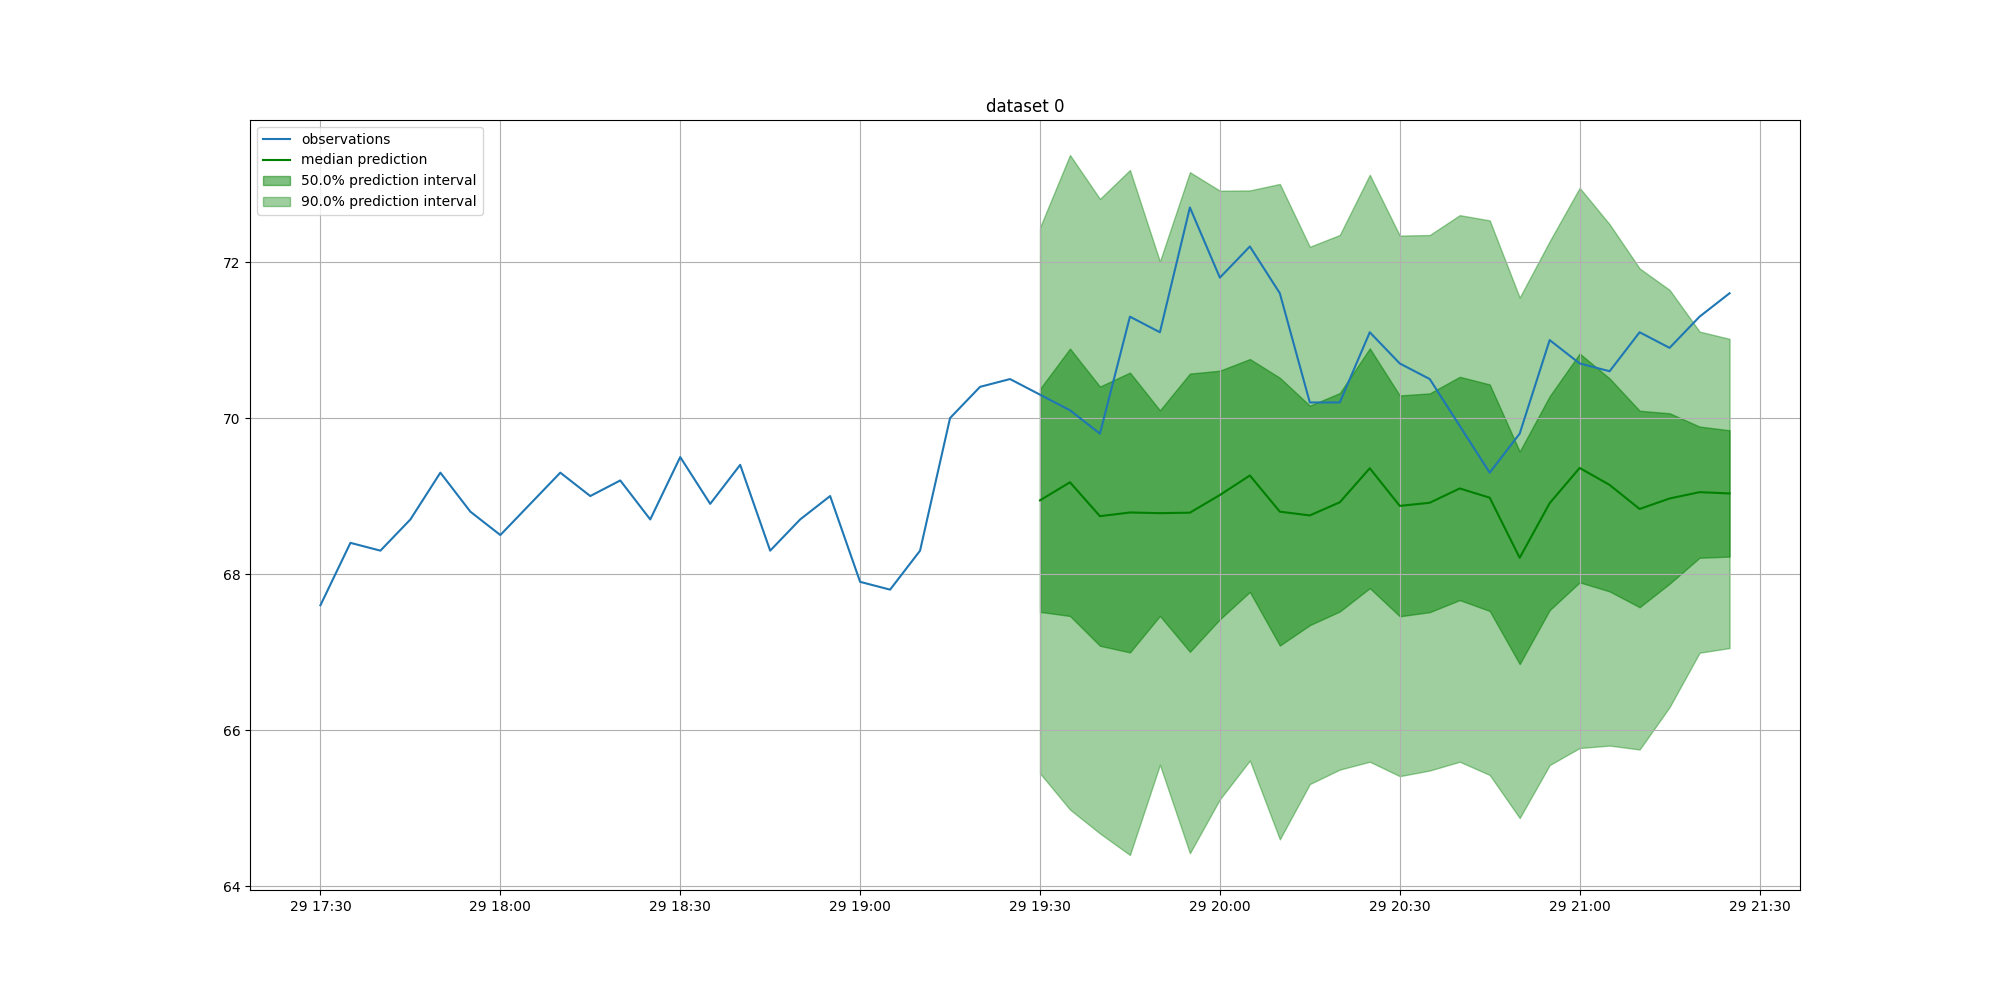 dataset 0
observations
median prediction
50.0% prediction interval
90.0% prediction interval
72
70
68
66
64
29 17:30 29 18:00 29 18:30 29 19:00 29 19:30 29 20:00 29 20:30 29 21:00 29 21:30